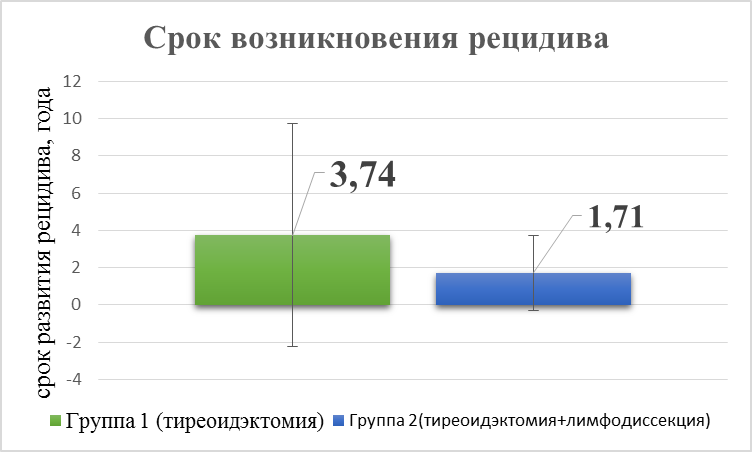 Срок возникновения рецидива
срок развития рецидива, года
12
10
8
6
4
2
0
-2
-4
3,74
1,71
Группа 1 (тиреоидэктомия)
Группа 2(тиреоидэктомия+лимфодиссекция)